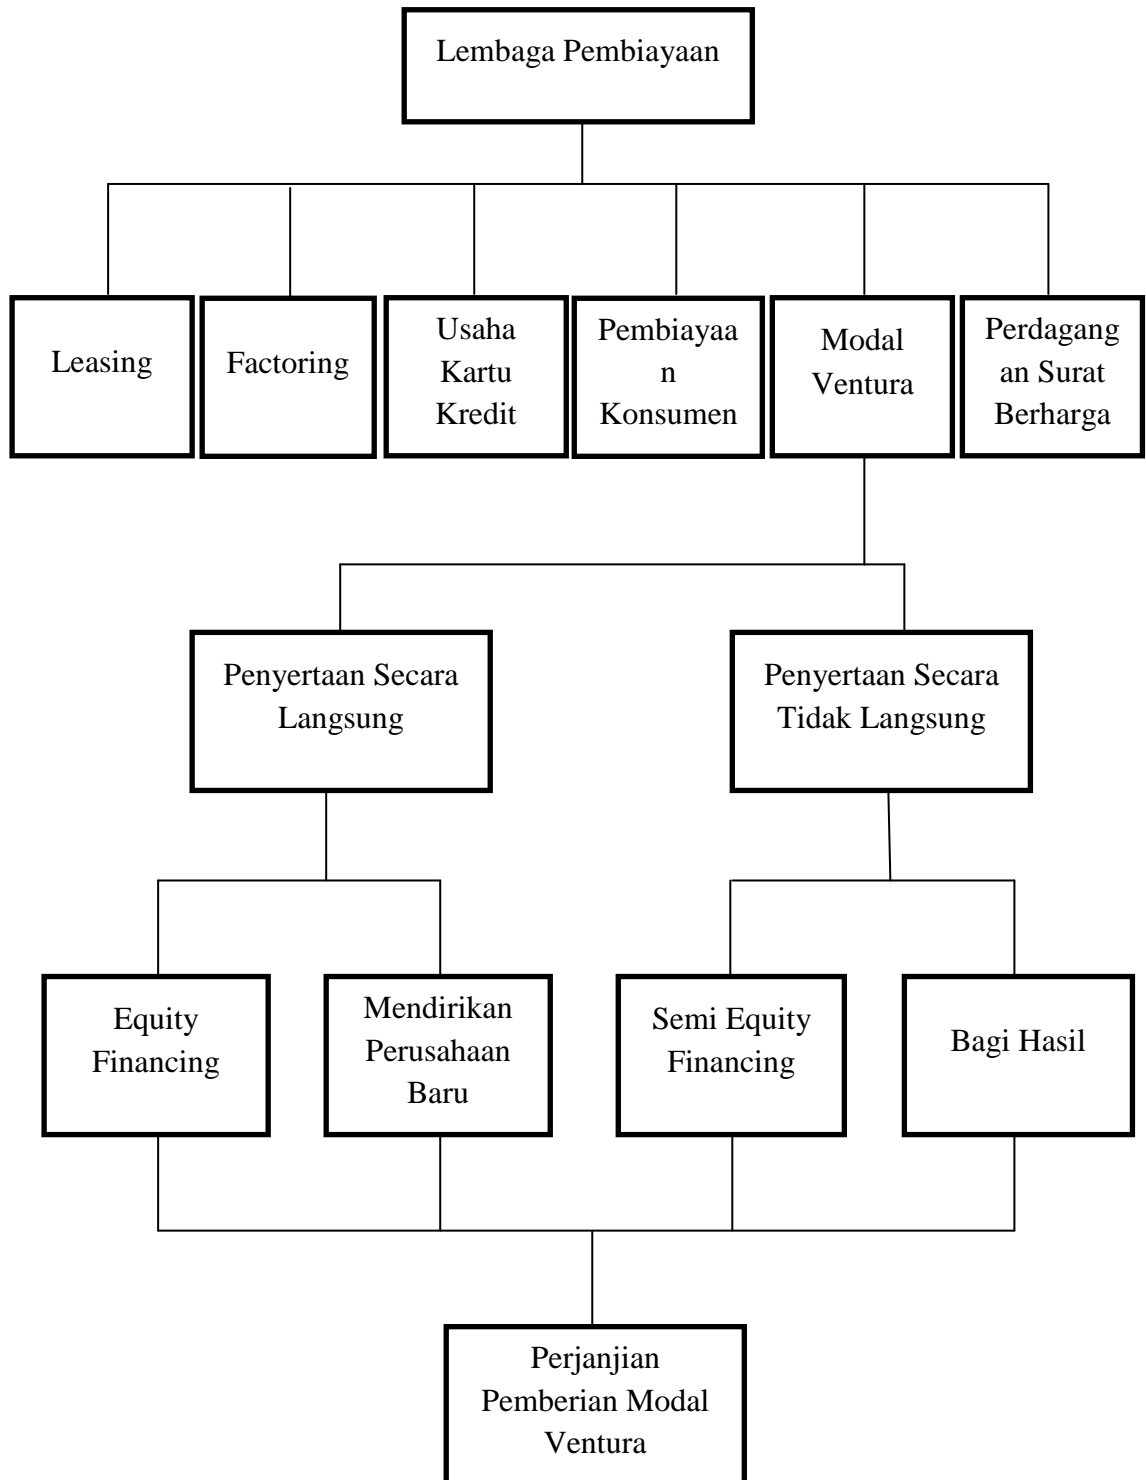 Lembaga Pembiayaan
Leasing
Factoring
Usaha
Kartu
Kredit
Pembiayaa
n
Konsumen
Modal
Ventura
Perdagang
an Surat
Berharga
Penyertaan Secara
Langsung
Penyertaan Secara
Tidak Langsung
Equity
Financing
Mendirikan
Perusahaan
Baru
Semi Equity
Financing
Bagi Hasil
Perjanjian
Pemberian Modal
Ventura